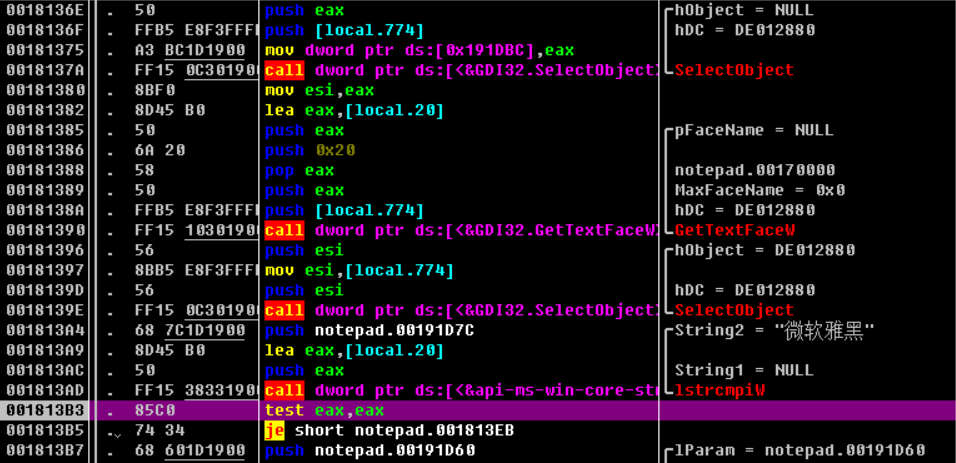 0018136E . 50 push eax hObject = NULL
0018136F . FFB5 E8F3FFFF push [local.774] hDC = DE012880
00181375 . A3 BC1D1900 mov dword ptr ds:[0x191DBC],eax
0018137A . FF15 0C301900 call dword ptr ds:[<&GDI32.SelectObject> SelectObject
00181380 . 8BF0 mov esi,eax
00181382 . 8D45 B0 lea eax,[local.20]
00181385 . 50 push eax pFaceName = NULL
00181386 . 6A 20 push 0x20
00181388 . 58 pop eax notepad.00170000
00181389 . 50 push eax MaxFaceName = 0x0
0018138A . FFB5 E8F3FFFF push [local.774] hDC = DE012880
00181390 . FF15 10301900 call dword ptr ds:[<&GDI32.GetTextFaceW> GetTextFaceW
00181396 . 56 push esi hObject = DE012880
00181397 . 8BB5 E8F3FFFF mov esi,[local.774]
0018139D . 56 push esi hDC = DE012880
0018139E . FF15 0C301900 call dword ptr ds:[<&GDI32.SelectObject> SelectObject
001813A4 . 68 7C1D1900 push notepad.00191D7C String2 = "微软雅黑"
001813A9 . 8D45 B0 lea eax,[local.20]
001813AC . 50 push eax String1 = NULL
001813AD . FF15 38331900 call dword ptr ds:[<&api-ms-win-core-str lstrcmpiW
001813B3 . 85C0 test eax,eax
001813B5 . 74 34 je short notepad.001813EB
001813B7 . 68 601D1900 push notepad.00191D60 lParam = notepad.00191D60